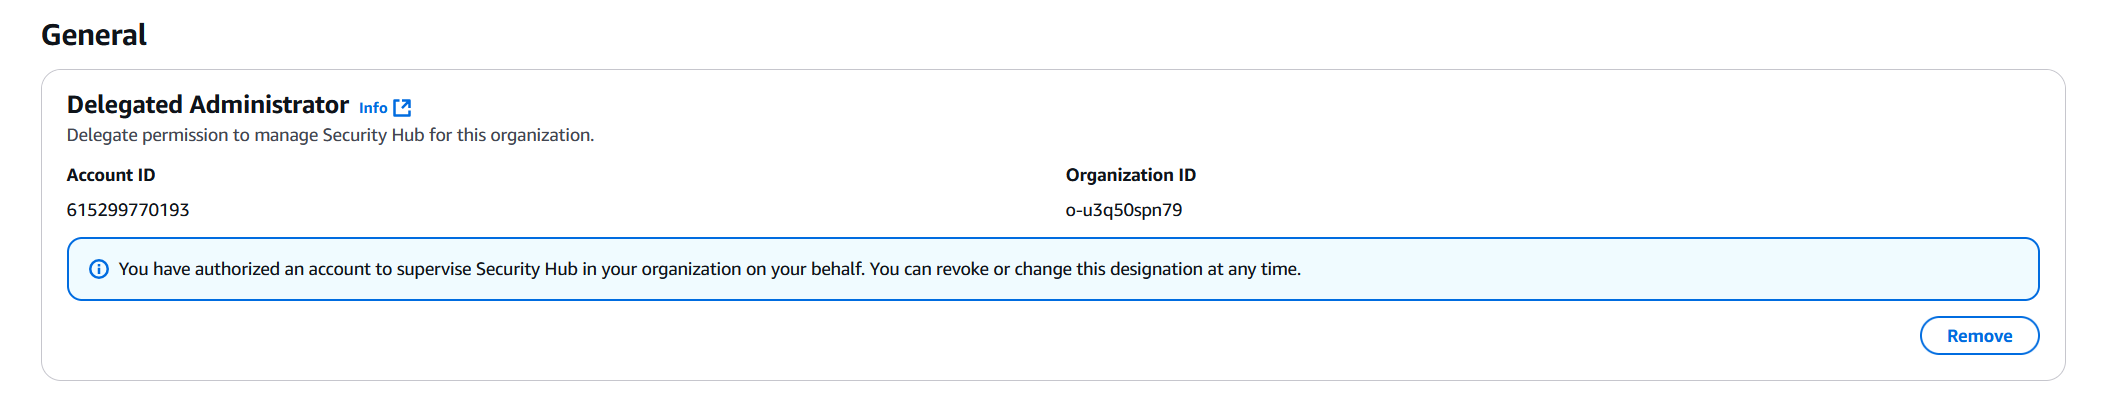 General
Delegated Administrator Info
Delegate permission to manage Security Hub for this organization.
Account ID
615299770193
Organization ID
o-u3q50spn79
You have authorized an account to supervise Security Hub in your organization on your behalf. You can revoke or change this designation at any time.
Remove